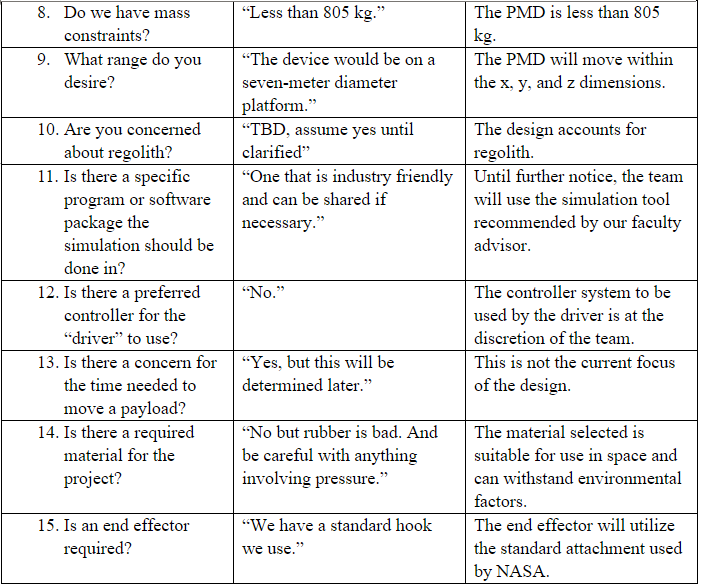 8. Do we have mass
constraints?
“Less than 805 kg.”
The PMD is less than 805
kg.
9. What range do you
desire?
“The device would be on a
seven-meter diameter
platform.”
The PMD will move within
the x, y, and z dimensions.
10. Are you concerned
about regolith?
“TBD, assume yes until
clarified”
The design accounts for
regolith.
11. Is there a specific
program or software
package the
simulation should be
done in?
“One that is industry friendly
and can be shared if
necessary.”
Until further notice, the team
will use the simulation tool
recommended by our faculty
advisor.
12. Is there a preferred
controller for the
“driver” to use?
“No.”
The controller system to be
used by the driver is at the
discretion of the team.
13. Is there a concern for
the time needed to
move a payload?
“Yes, but this will be
determined later.”
This is not the current focus
of the design.
14. Is there a required
material for the
project?
“No but rubber is bad. And
be careful with anything
involving pressure.”
The material selected is
suitable for use in space and
can withstand environmental
factors.
15. Is an end effector
required?
“We have a standard hook
we use.”
The end effector will utilize
the standard attachment used
by NASA.